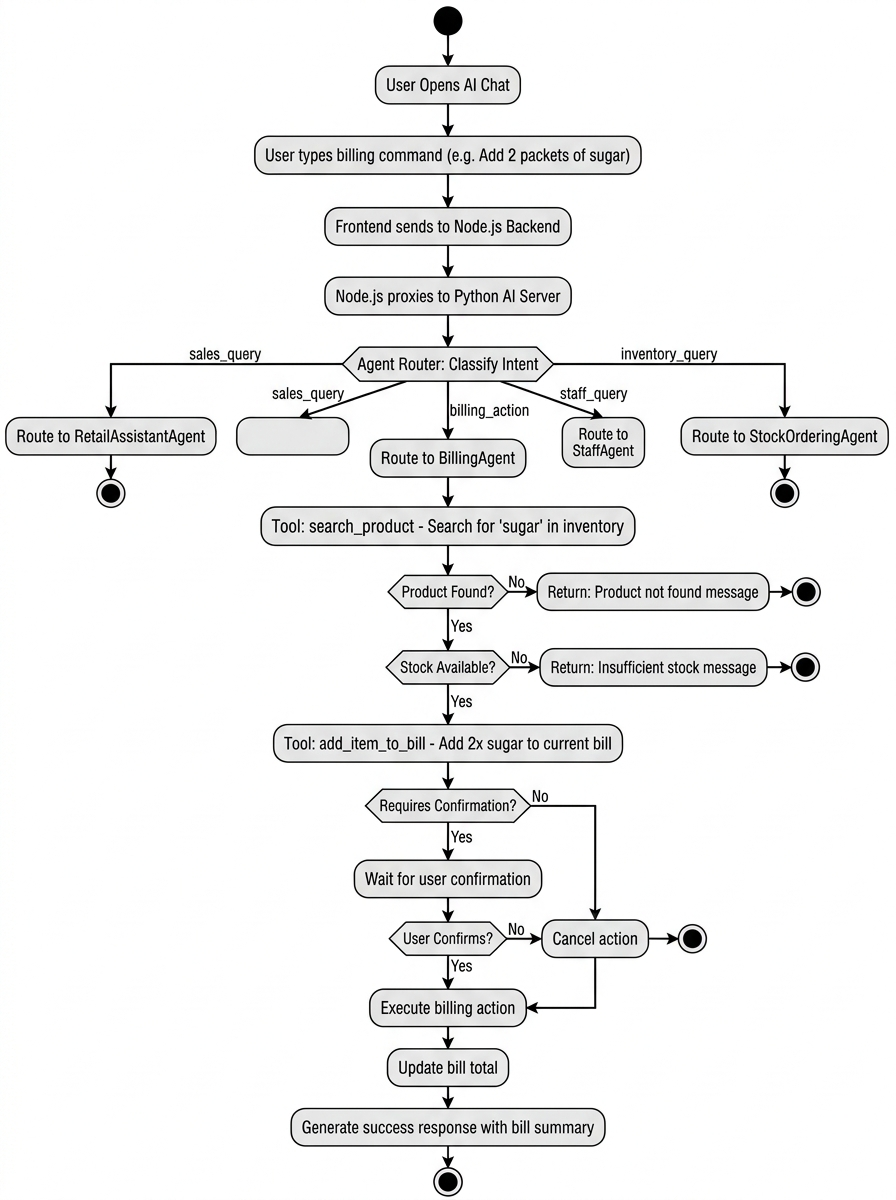 User Opens AI Chat
User types billing command (e.g. Add 2 packets of sugar)
Frontend sends to Node.js Backend
Node.js proxies to Python AI Server
Agent Router: Classify Intent
sales_query
inventory_query
sales_query
staff_query
billing_action
Route to RetailAssistantAgent
Route to
StaffAgent
Route to StockOrderingAgent
Route to BillingAgent
Tool: search_product - Search for 'sugar' in inventory
Product Found?
No
Return: Product not found message
Yes
Stock Available?
No
Return: Insufficient stock message
Yes
Tool: add_item_to_bill - Add 2x sugar to current bill
Requires Confirmation?
No
Yes
Wait for user confirmation
User Confirms?
No
Cancel action
Yes
Execute billing action
Update bill total
Generate success response with bill summary